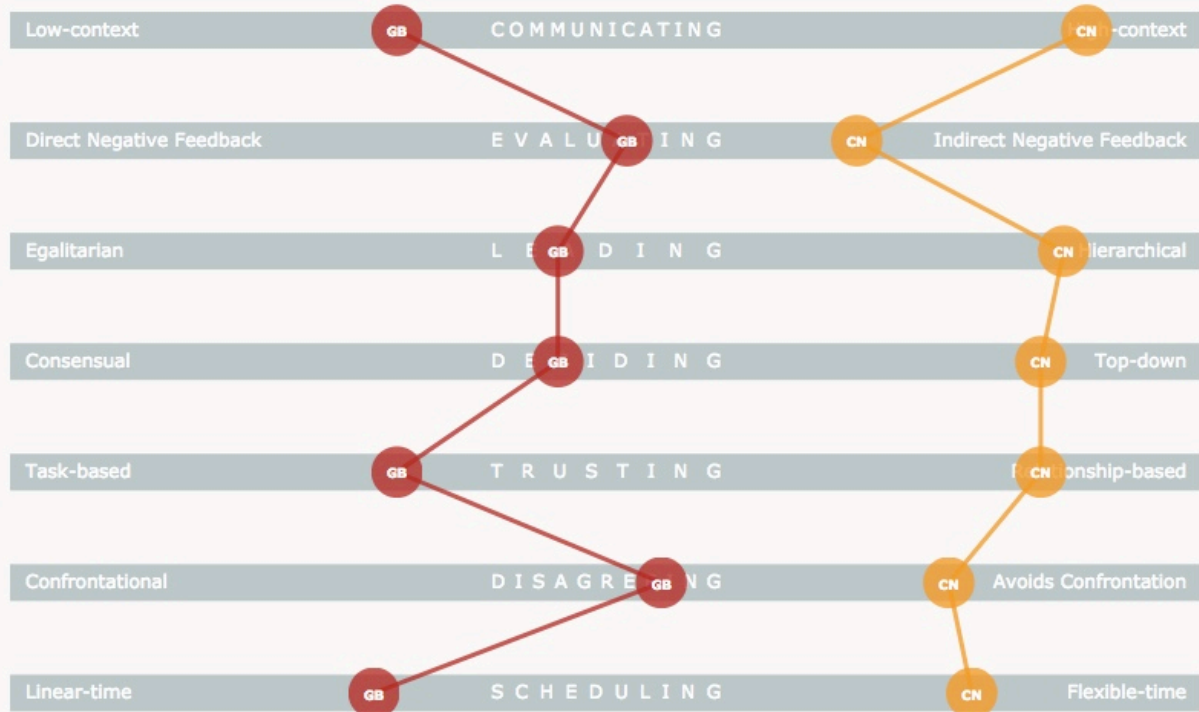 Low-context GB COMMUNICATING CN -context
Direct Negative Feedback EVALU GB ING CN Indirect Negative Feedback
Egalitarian L GB DING CN Hierarchical
Consensual D GB IDING CN Top-down
Task-based GB TRUSTING CN onship-based
Confrontational DISAGRE GB NG CN Avoids Confrontation
Linear-time GB SCHEDULING CN Flexible-time